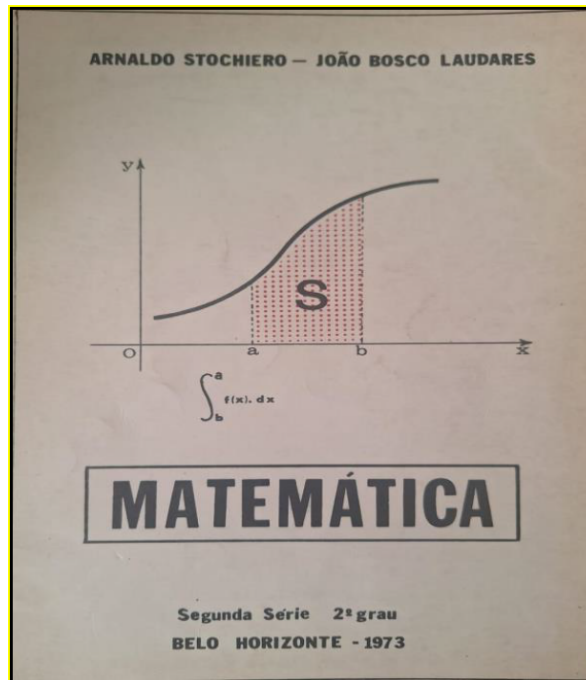 ARNALDO STOCHIERO — JOÃO BOSCO LAUDARES
y
S
O a b x
∫ a b f(x). dx
MATEMÁTICA
Segunda Série 2º grau
BELO HORIZONTE - 1973